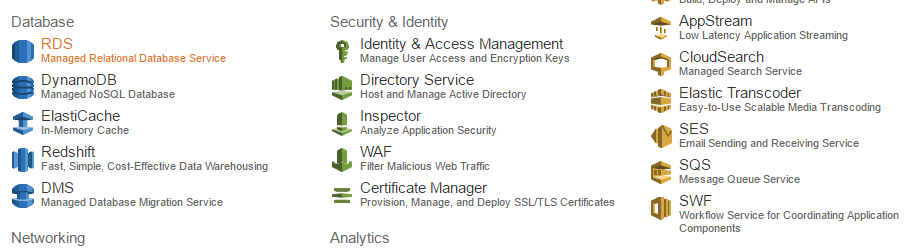 Database
RDS
Managed Relational Database Service
DynamoDB
Managed NoSQL Database
ElastiCache
In-Memory Cache
Redshift
Fast, Simple, Cost-Effective Data Warehousing
DMS
Managed Database Migration Service
Networking
Security & Identity
Identity & Access Management
Manage User Access and Encryption Keys
Directory Service
Host and Manage Active Directory
Inspector
Analyze Application Security
WAF
Filter Malicious Web Traffic
Certificate Manager
Provision, Manage, and Deploy SSL/TLS Certificates
Analytics
Build, Deploy and Manage APIs
AppStream
Low Latency Application Streaming
CloudSearch
Managed Search Service
Elastic Transcoder
Easy-to-Use Scalable Media Transcoding
SES
Email Sending and Receiving Service
SQS
Message Queue Service
SWF
Workflow Service for Coordinating Application
Components